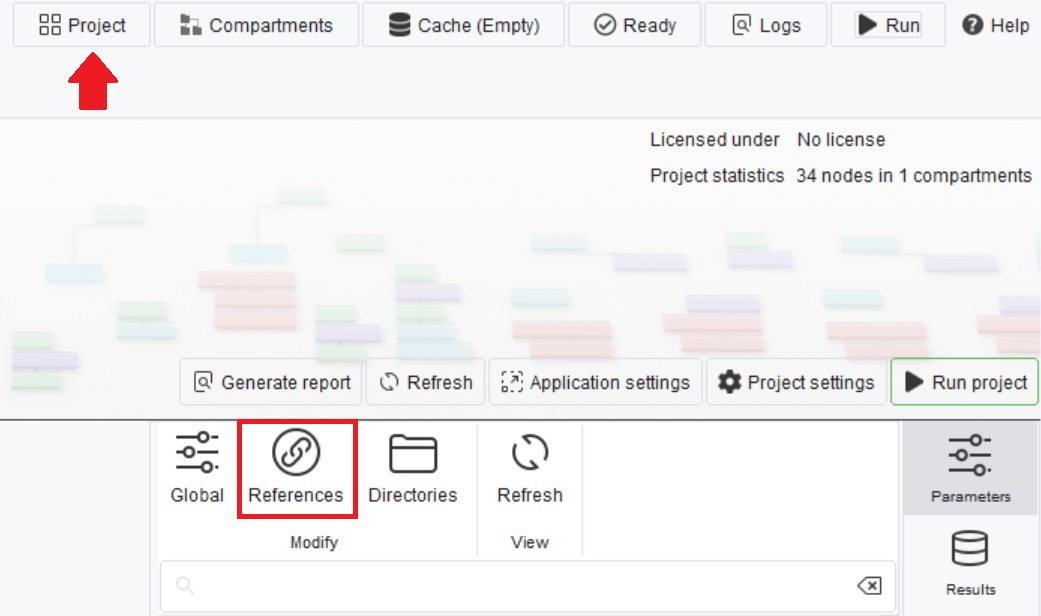 Project Compartments Cache (Empty) Ready Logs Run Help
Licensed under No license
Project statistics 34 nodes in 1 compartments
Generate report Refresh Application settings Project settings Run project
Global References Directories Refresh Parameters
Modify View
Results